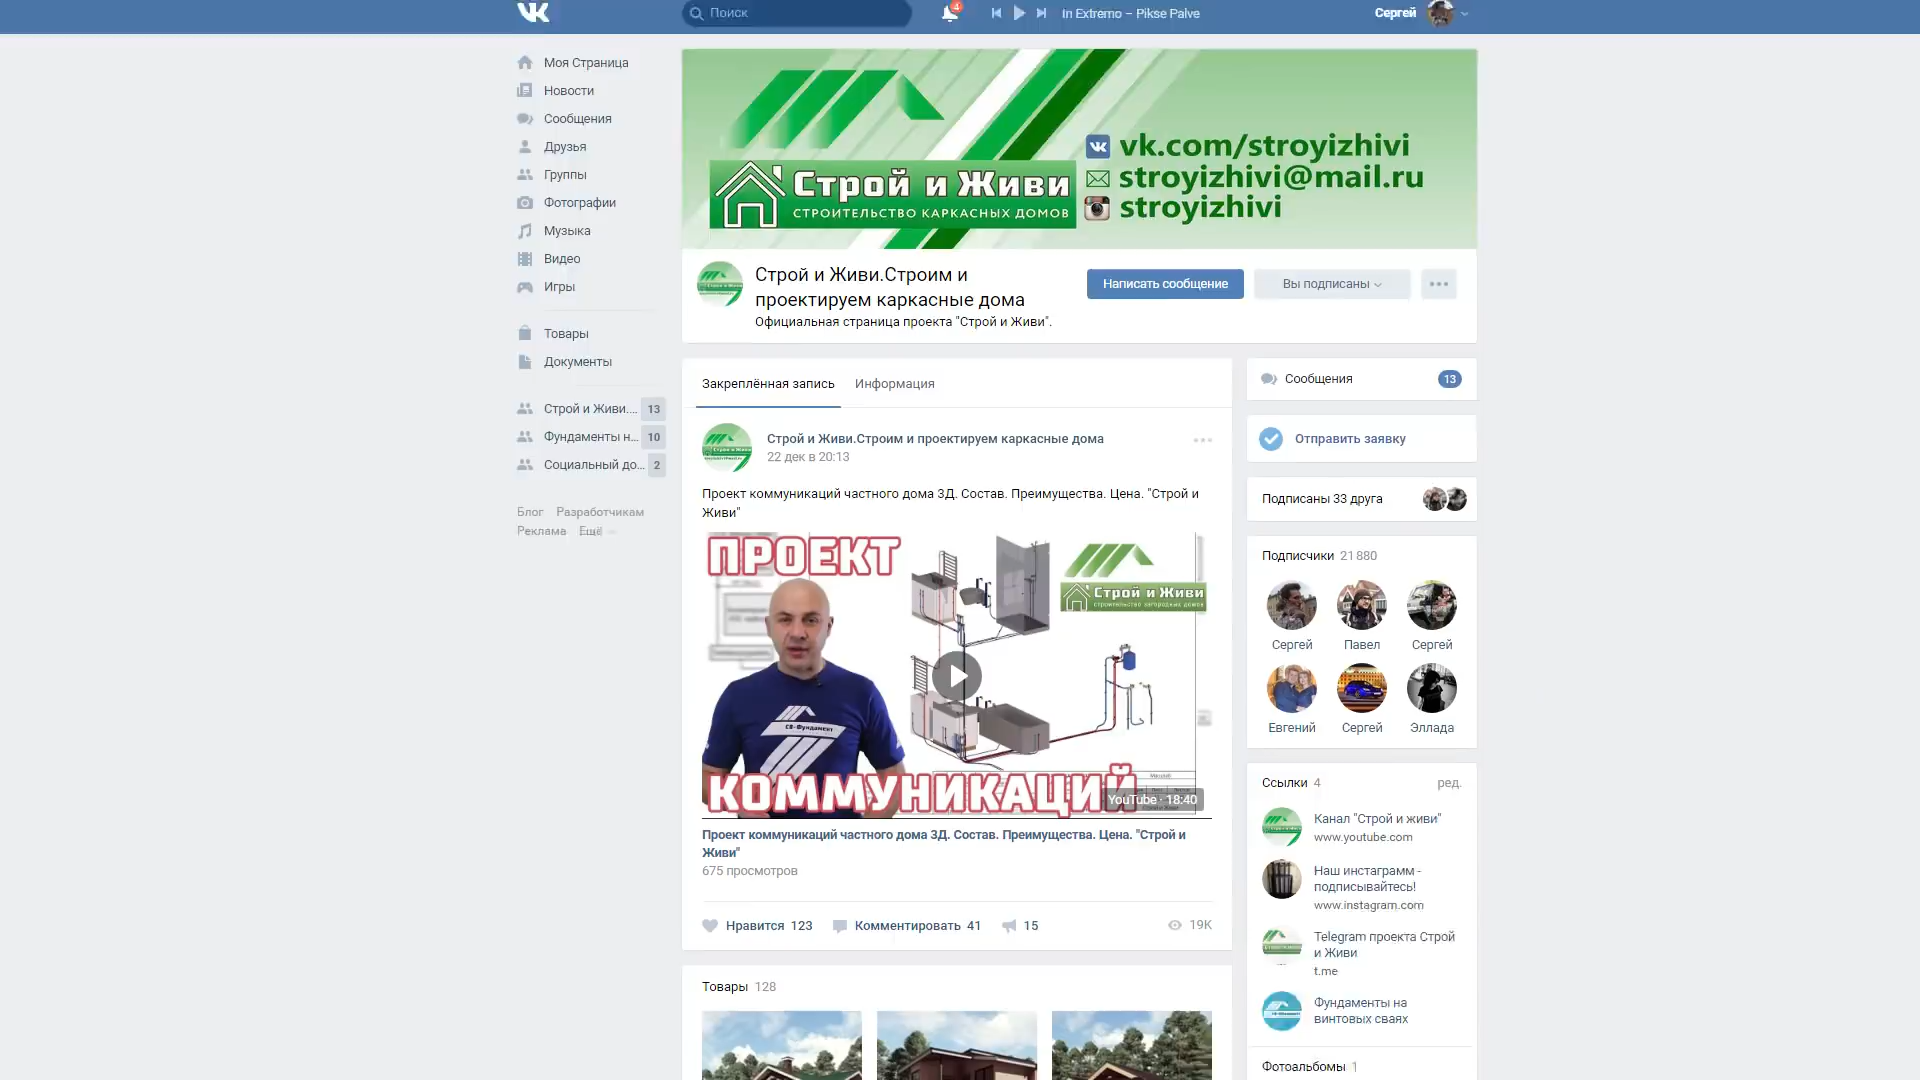 Поиск
4
In Extremo – Pikse Palve
Сергей
Моя Страница
Новости
Сообщения
Друзья
Группы
Фотографии
Музыка
Видео
Игры
Товары
Документы
Строй и Живи.... 13
Фундаменты н... 10
Социальный до... 2
Блог Разработчикам
Реклама Ещё
vk.com/stroyizhivi
stroyizhivi@mail.ru
stroyizhivi
Строй и Живи
СТРОИТЕЛЬСТВО КАРКАСНЫХ ДОМОВ
Строй и Живи.Строим и
проектируем каркасные дома
Официальная страница проекта "Строй и Живи".
Написать сообщение
Вы подписаны
Закреплённая запись Информация
Строй и Живи.Строим и проектируем каркасные дома
22 дек в 20:13
Проект коммуникаций частного дома 3Д. Состав. Преимущества. Цена. "Строй и
Живи"
ПРОЕКТ
Строй и Живи
строительство загородных домов
СВ-Фундамент
КОММУНИКАЦИЙ
YouTube · 18:40
Проект коммуникаций частного дома 3Д. Состав. Преимущества. Цена. "Строй и
Живи"
675 просмотров
Нравится 123 Комментировать 41 15 19K
Товары 128
Сообщения 13
Отправить заявку
Подписаны 33 друга
Подписчики 21 880
Сергей Павел Сергей
Евгений Сергей Эллада
Ссылки 4 ред.
Канал "Строй и живи"
www.youtube.com
Наш инстаграмм -
подписывайтесь!
www.instagram.com
Telegram проекта Строй
и Живи
t.me
Фундаменты на
винтовых сваях
Фотоальбомы 1